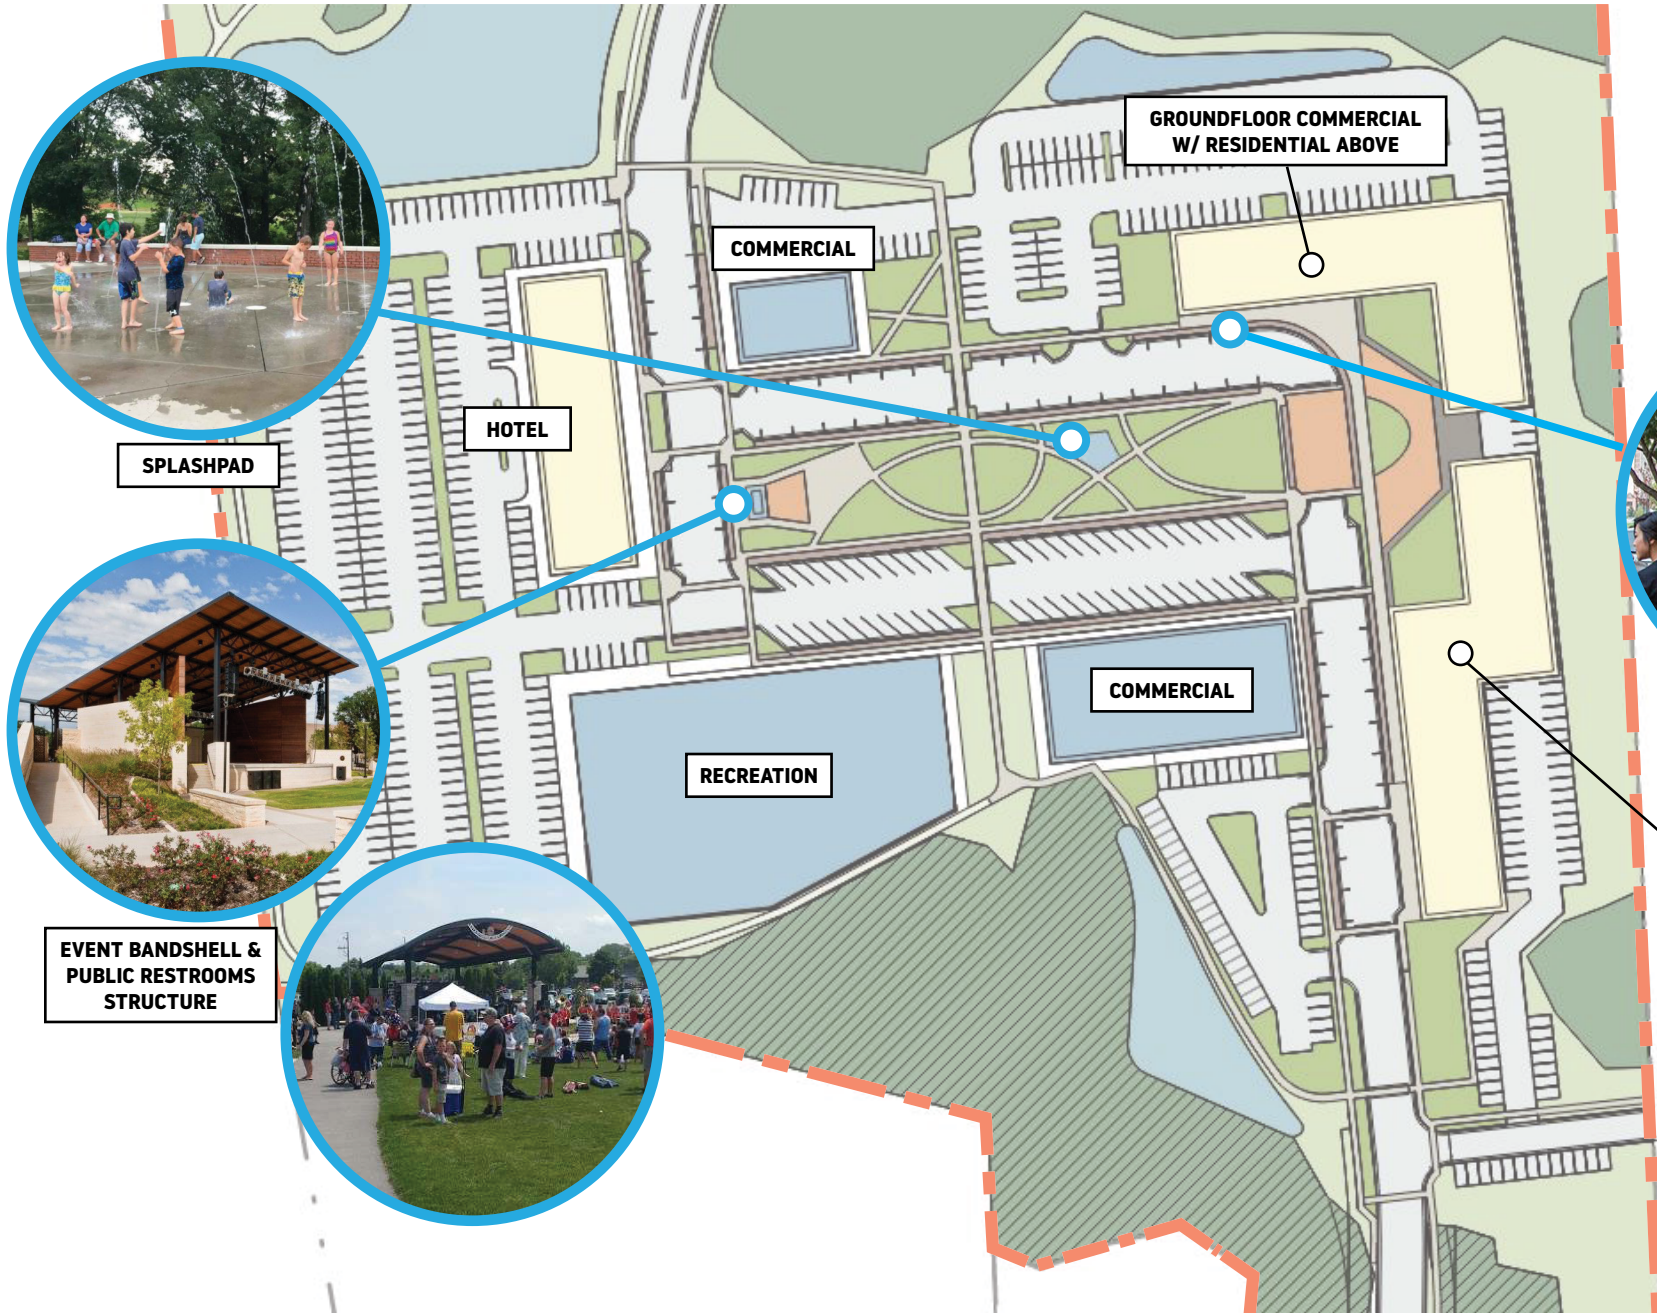 GROUNDFLOOR COMMERCIAL
W/ RESIDENTIAL ABOVE
COMMERCIAL
HOTEL
SPLASHPAD
COMMERCIAL
RECREATION
EVENT BANDSHELL &
PUBLIC RESTROOMS
STRUCTURE